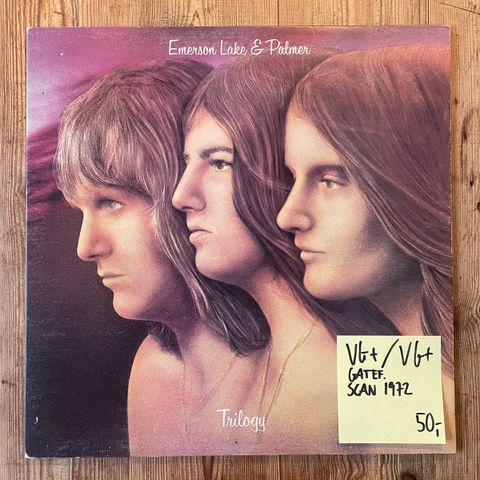 Emerson Lake & Palmer
Trilogy
VG+/VG+
GATEF.
SCAN 1972
50,-